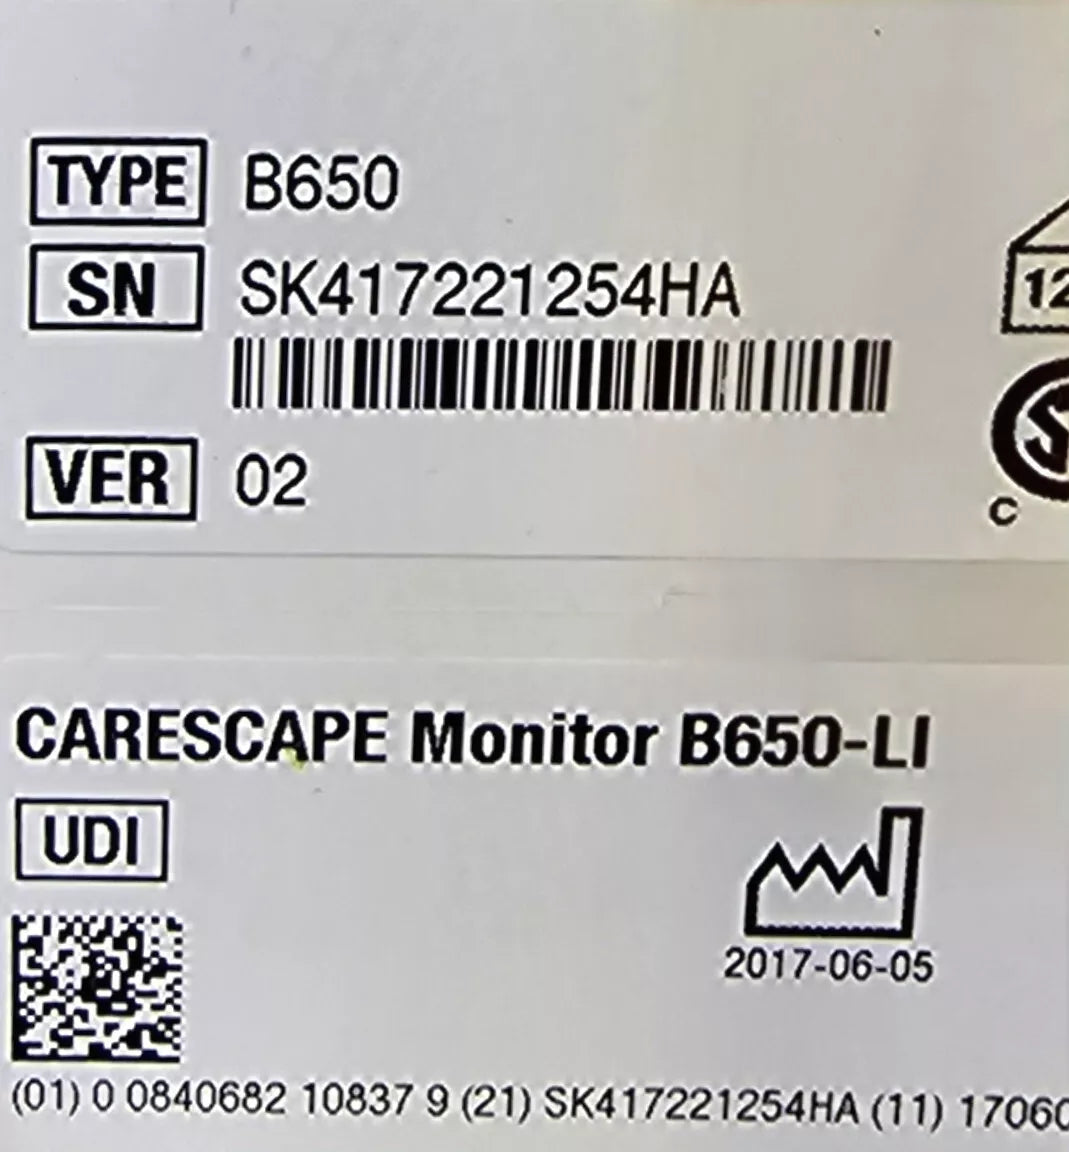 TYPE B650
SN SK417221254HA
12
VER 02
C
CARESCAPE Monitor B650-LI
UDI
2017-06-05
(01) 0 0840682 10837 9 (21) SK417221254HA (11) 17060